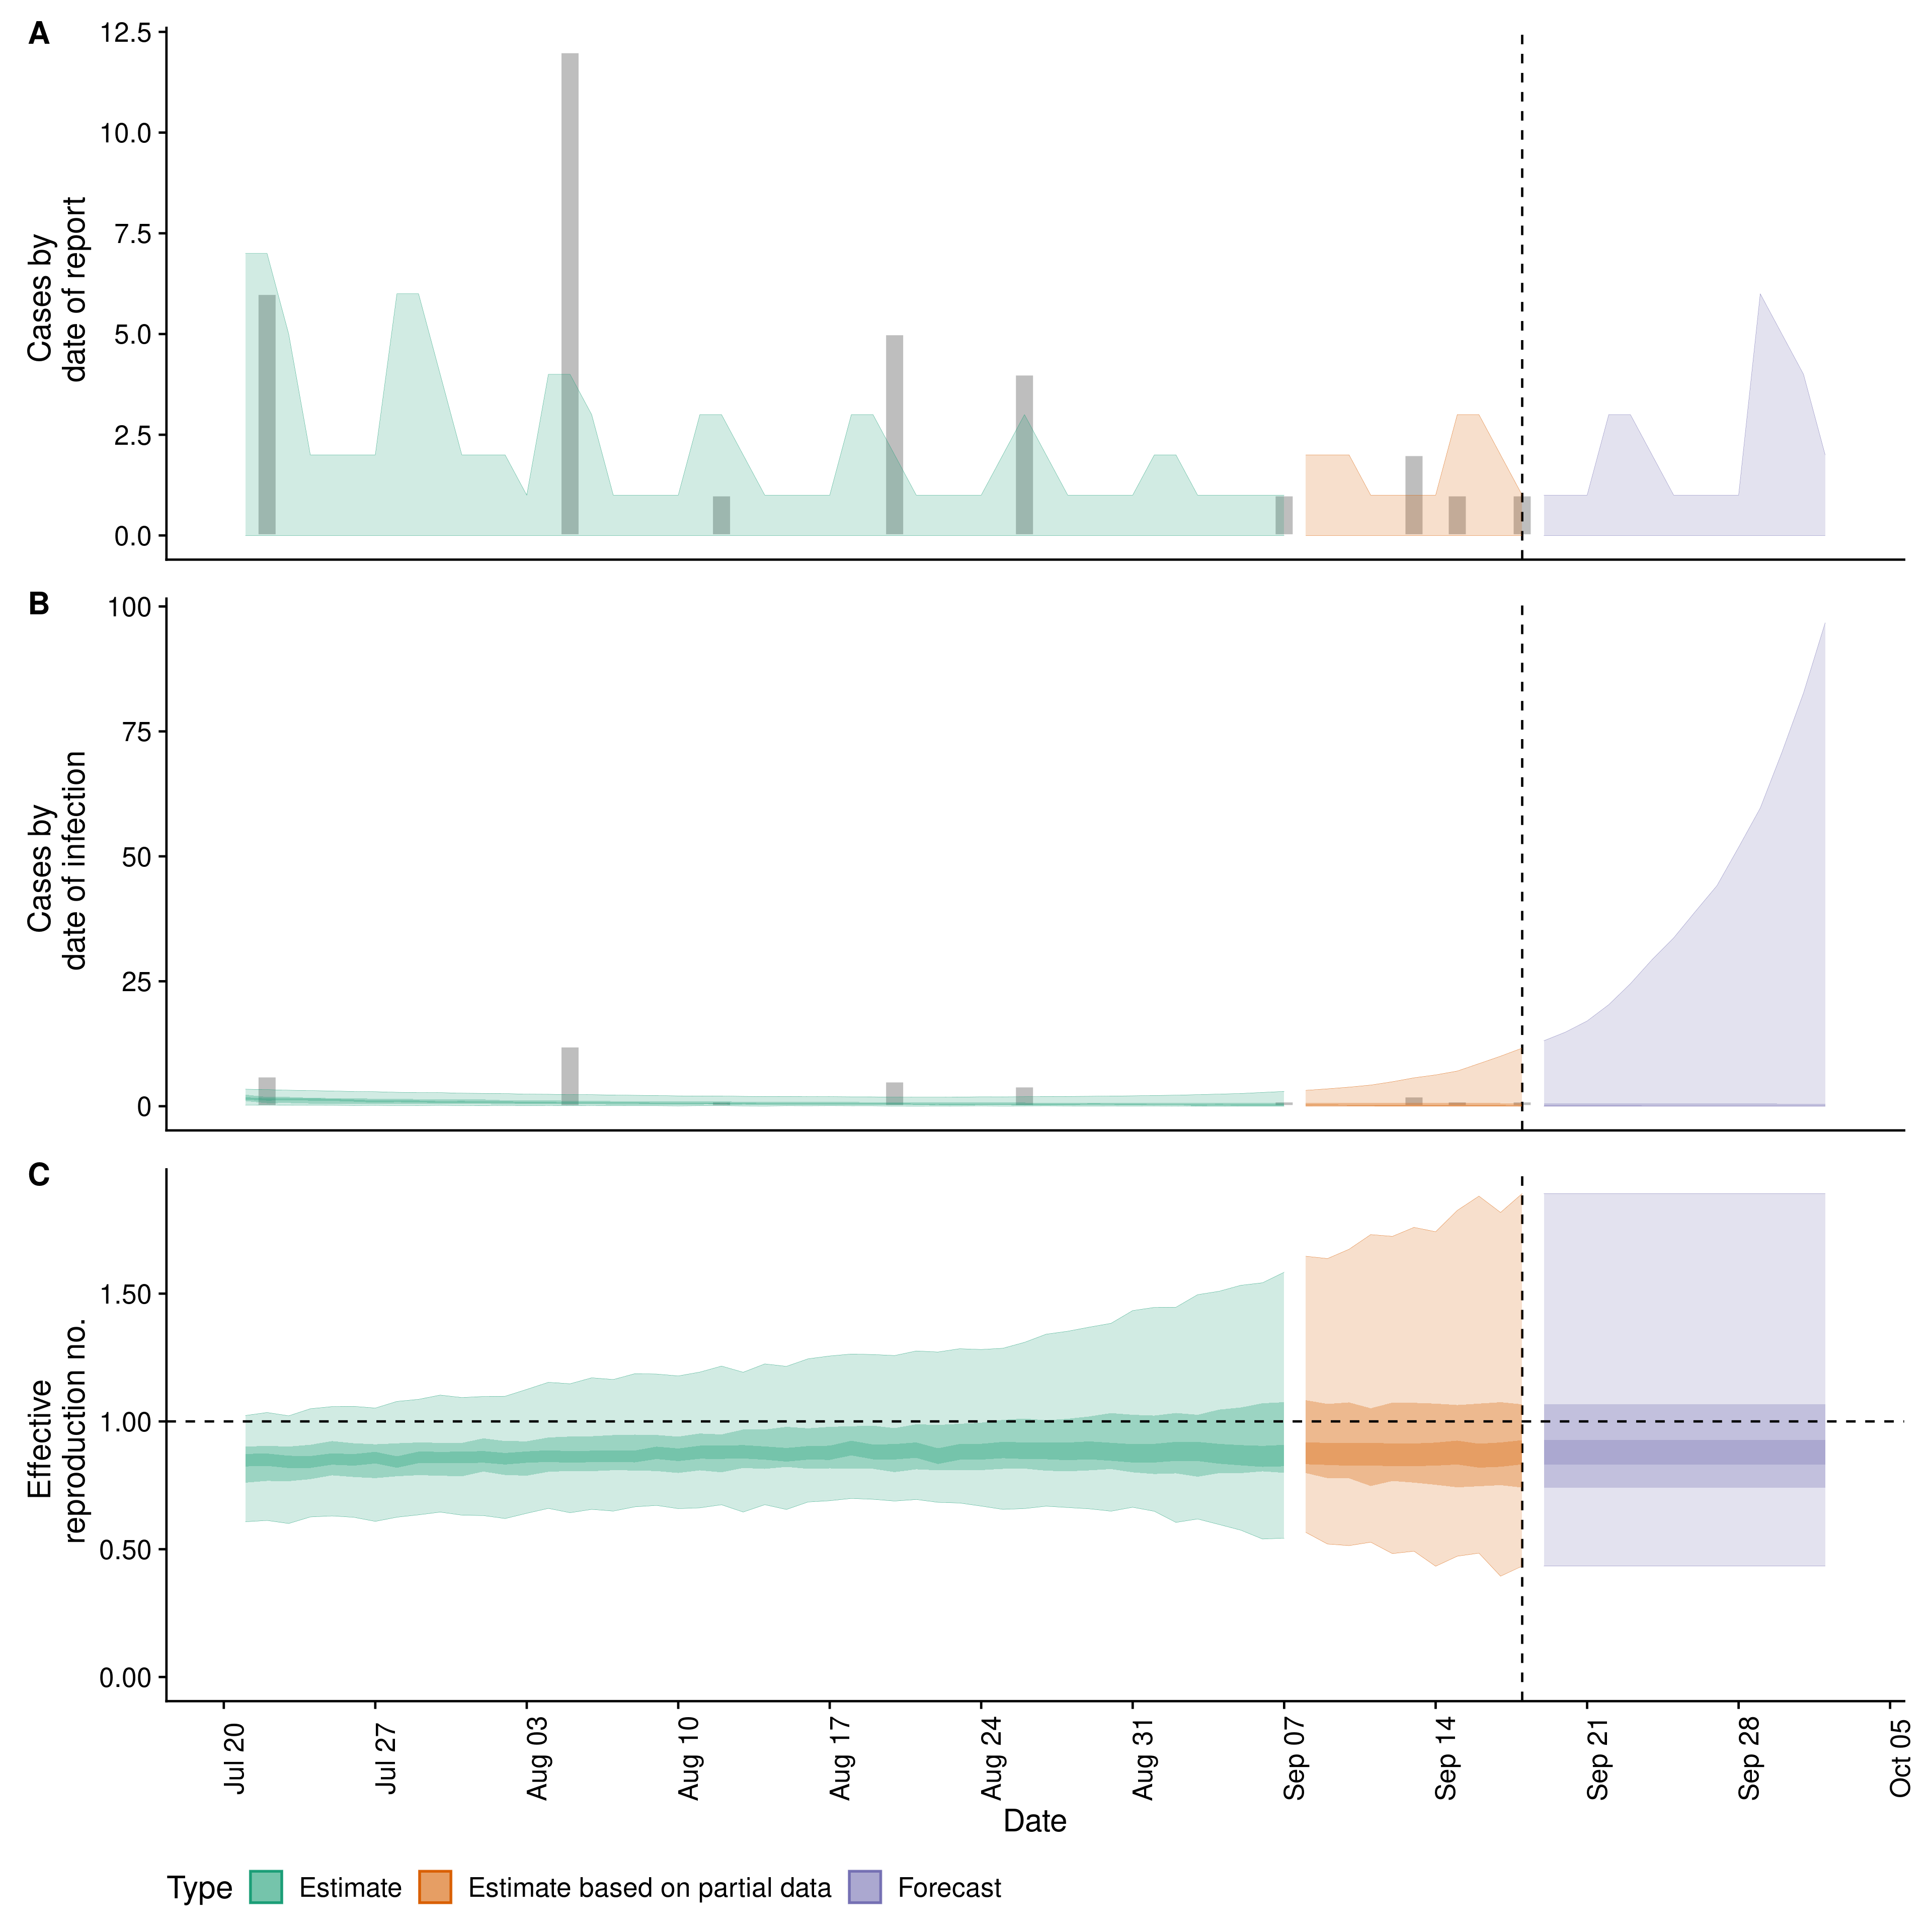 A
12.5
10.0
7.5
5.0
2.5
0.0
Cases by
date of report
B
100
75
50
25
0
Cases by
date of infection
C
1.50
1.00
0.50
0.00
Effective
reproduction no.
Jul 20
Jul 27
Aug 03
Aug 10
Aug 17
Aug 24
Aug 31
Sep 07
Sep 14
Sep 21
Sep 28
Oct 05
Date
Type Estimate Estimate based on partial data Forecast